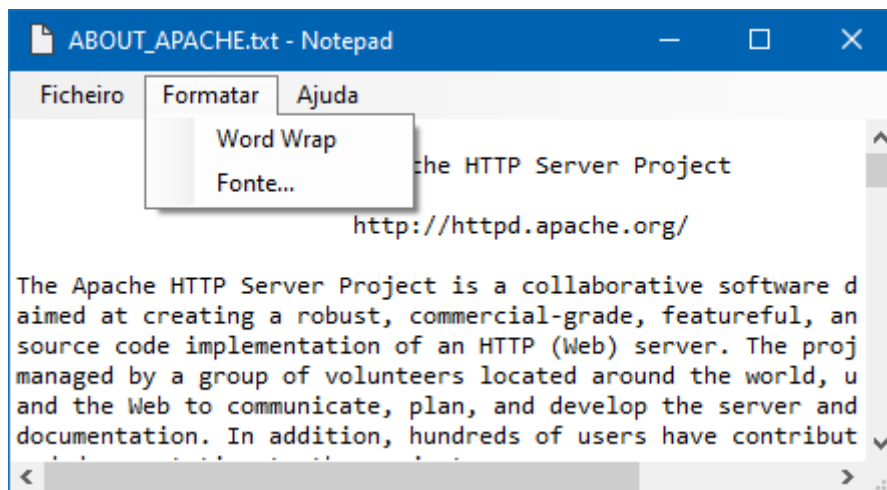 ABOUT_APACHE.txt - Notepad
Ficheiro Formatar Ajuda
Word Wrap
Fonte...
he HTTP Server Project
http://httpd.apache.org/
The Apache HTTP Server Project is a collaborative software d
aimed at creating a robust, commercial-grade, featureful, an
source code implementation of an HTTP (Web) server. The proj
managed by a group of volunteers located around the world, u
and the Web to communicate, plan, and develop the server and
documentation. In addition, hundreds of users have contribut